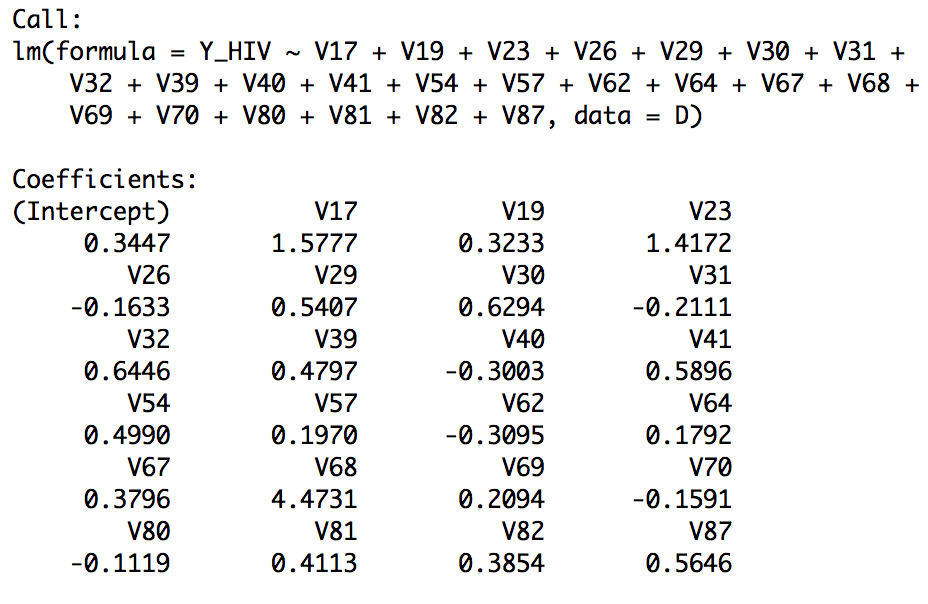 Call:
lm(formula = Y_HIV ~ V17 + V19 + V23 + V26 + V29 + V30 + V31 +
    V32 + V39 + V40 + V41 + V54 + V57 + V62 + V64 + V67 + V68 +
    V69 + V70 + V80 + V81 + V82 + V87, data = D)

Coefficients:
(Intercept)          V17          V19          V23
     0.3447       1.5777       0.3233       1.4172
        V26          V29          V30          V31
    -0.1633       0.5407       0.6294      -0.2111
        V32          V39          V40          V41
     0.6446       0.4797      -0.3003       0.5896
        V54          V57          V62          V64
     0.4990       0.1970      -0.3095       0.1792
        V67          V68          V69          V70
     0.3796       4.4731       0.2094      -0.1591
        V80          V81          V82          V87
    -0.1119       0.4113       0.3854       0.5646